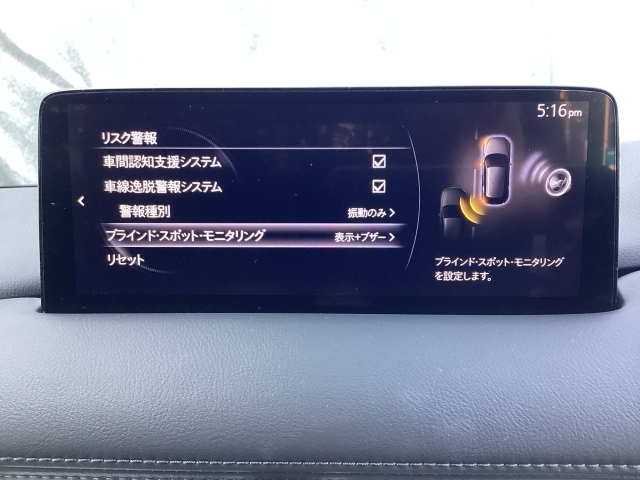 5:16pm
リスク警報
車間認知支援システム
車線逸脱警報システム
警報種別 振動のみ
ブラインド・スポット・モニタリング 表示+ブザー
リセット
ブラインド・スポット・モニタリング
を設定します。